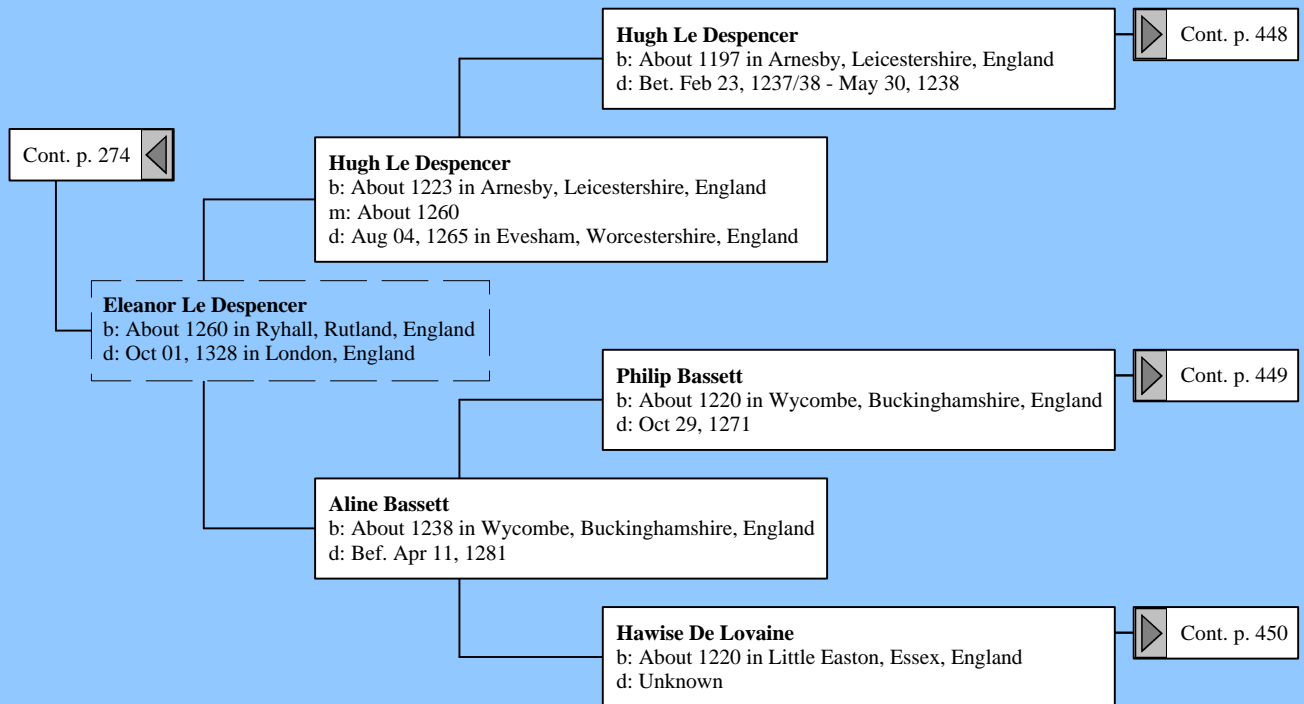 Hugh Le Despencer
b: About 1197 in Arnesby, Leicestershire, England
d: Bet. Feb 23, 1237/38 - May 30, 1238
Cont. p. 448
Cont. p. 274
Hugh Le Despencer
b: About 1223 in Arnesby, Leicestershire, England
m: About 1260
d: Aug 04, 1265 in Evesham, Worcestershire, England
Eleanor Le Despencer
b: About 1260 in Ryhall, Rutland, England
d: Oct 01, 1328 in London, England
Philip Bassett
b: About 1220 in Wycombe, Buckinghamshire, England
d: Oct 29, 1271
Cont. p. 449
Aline Bassett
b: About 1238 in Wycombe, Buckinghamshire, England
d: Bef. Apr 11, 1281
Hawise De Lovaine
b: About 1220 in Little Easton, Essex, England
d: Unknown
Cont. p. 450